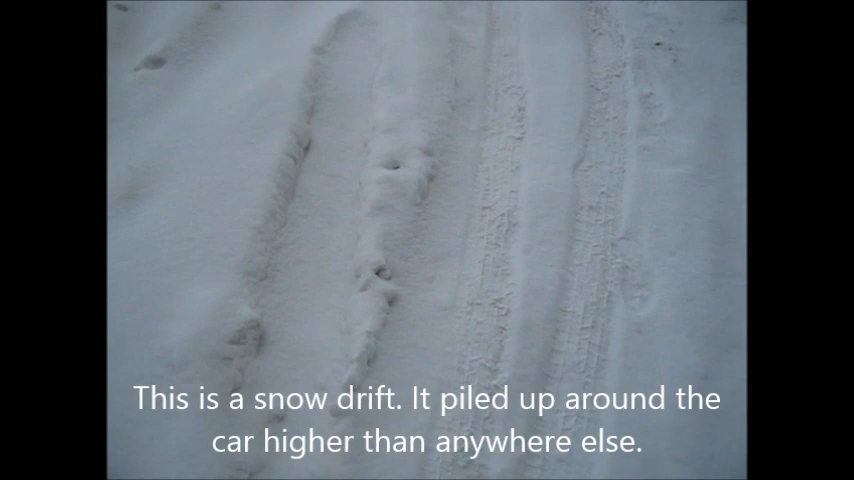 This is a snow drift. It piled up around the
car higher than anywhere else.